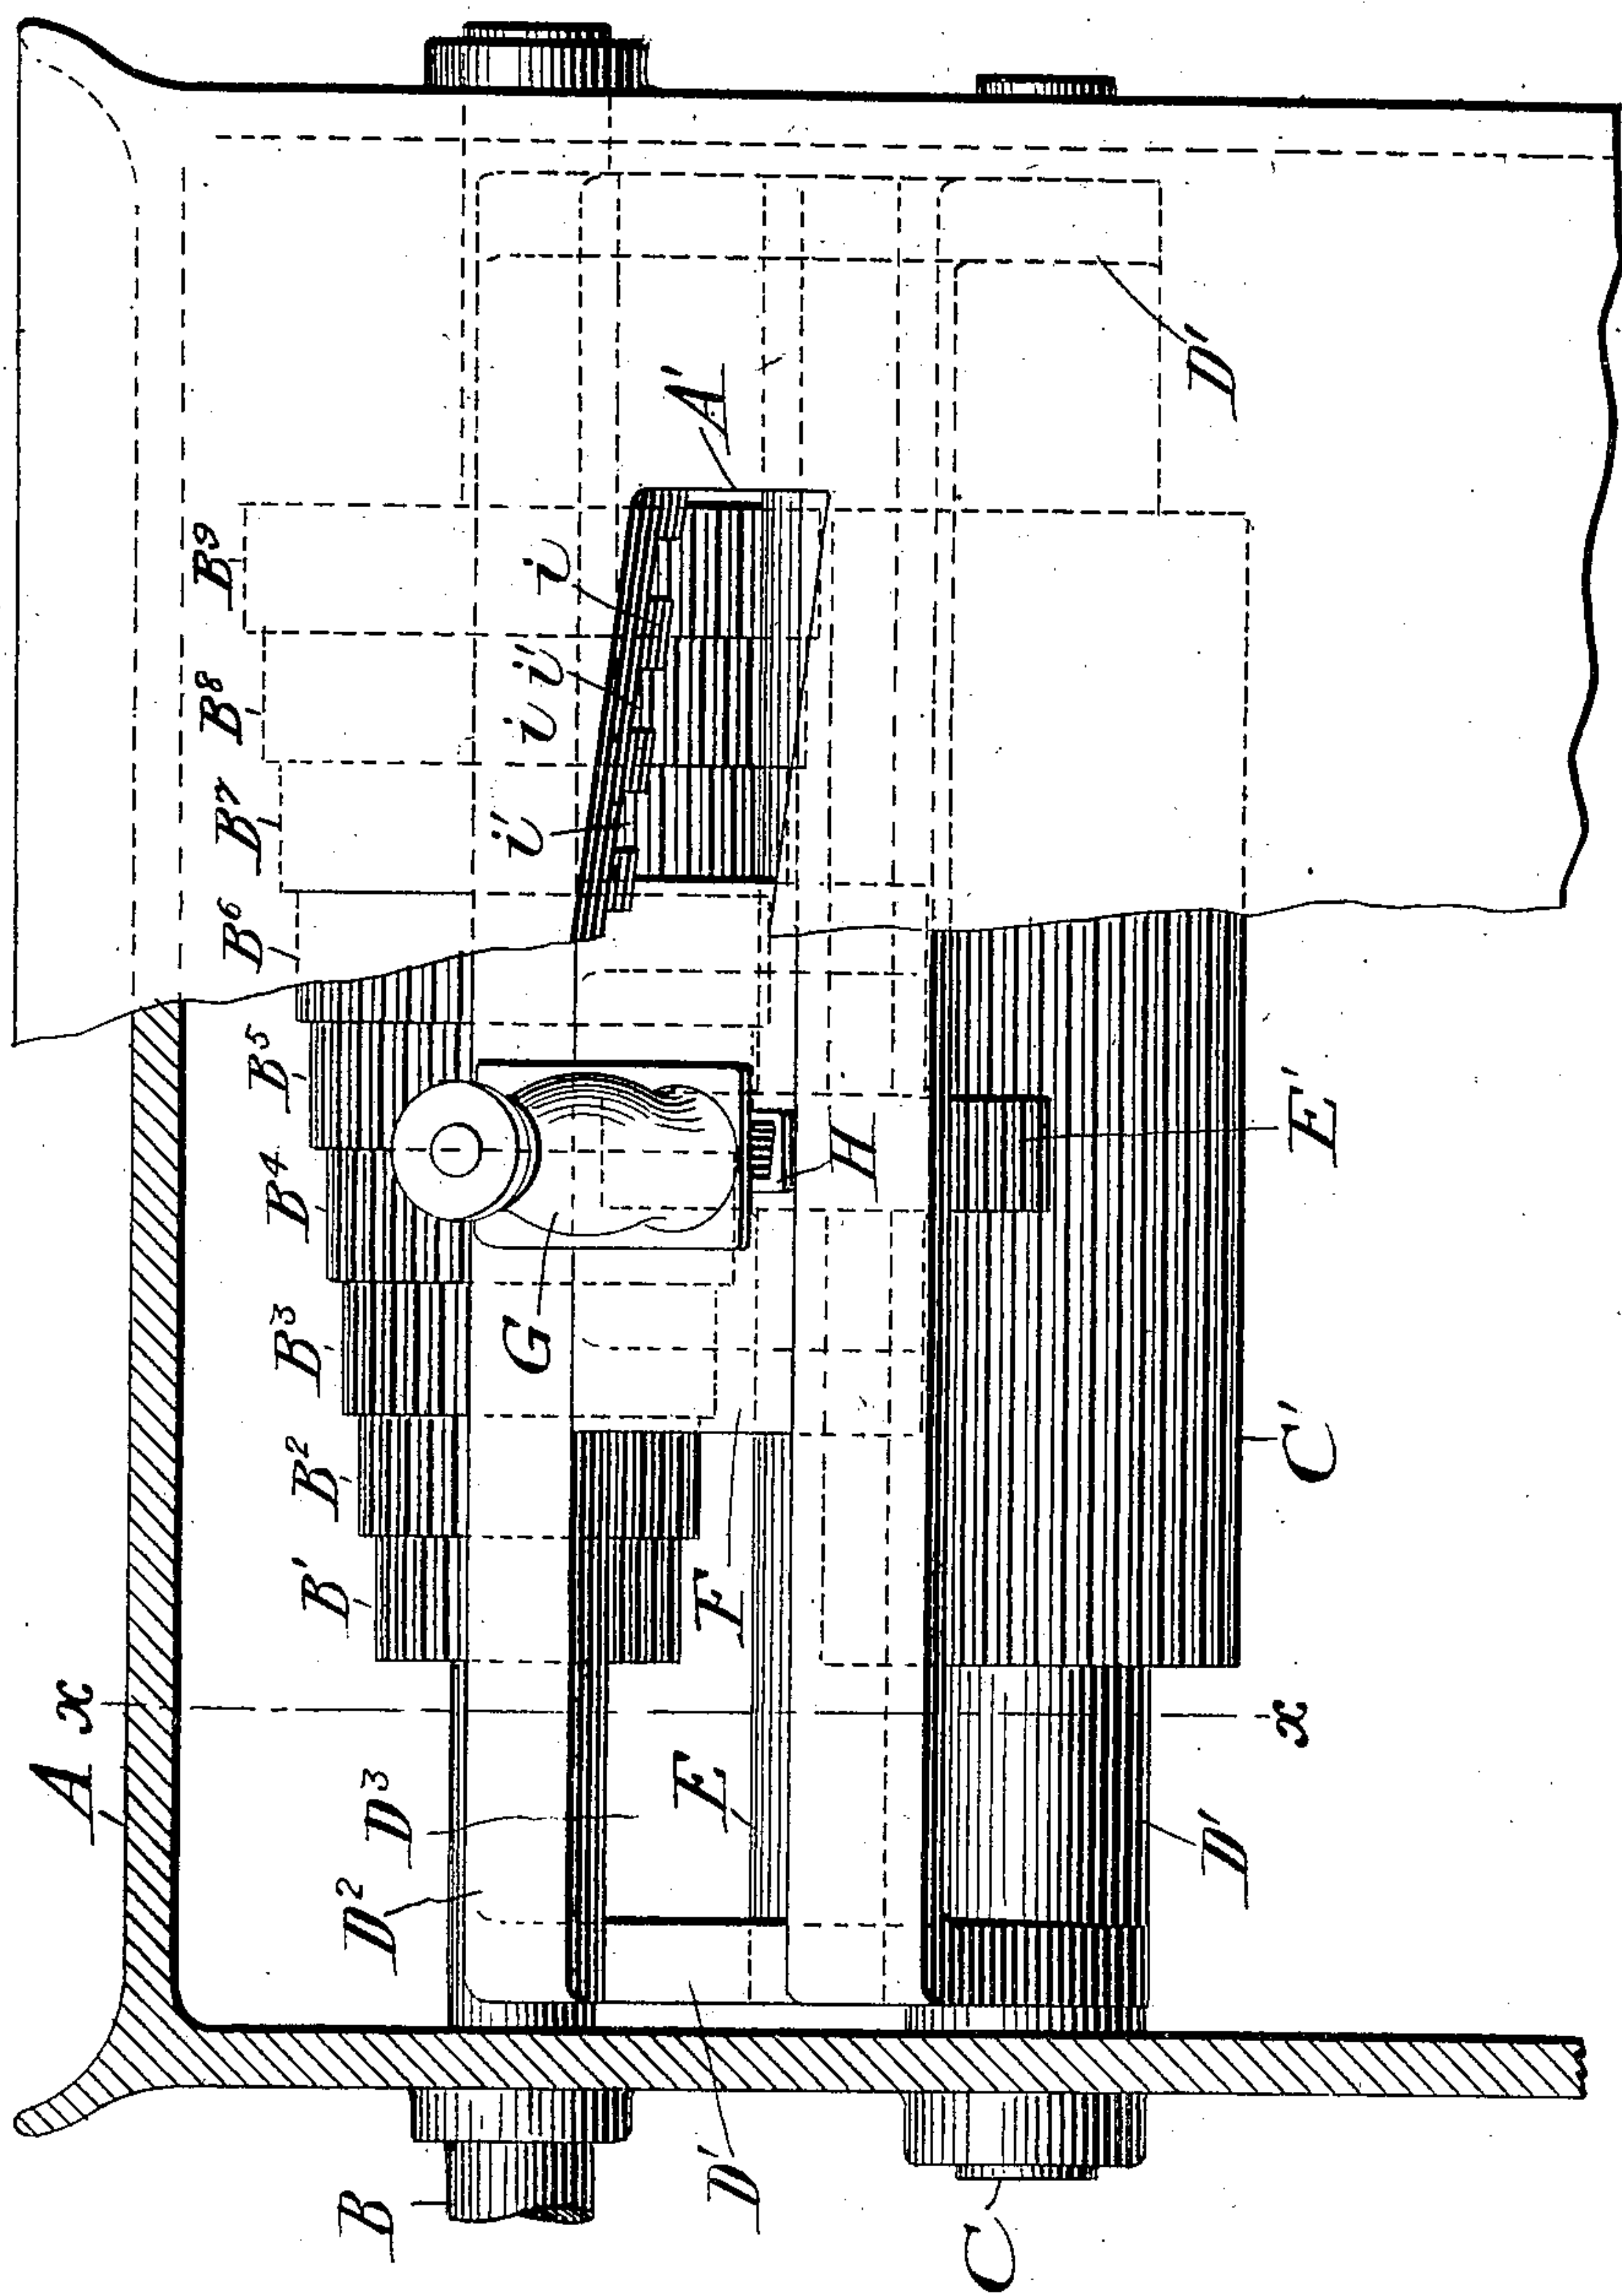 A
x
B
B'
B²
B³
B⁴
B⁵
B⁶
B⁷
B⁸
B⁹
D²
D³
G
i'
i
i'
i
A'
E
F
H
D'
D'
D'
C
C'
E'
x